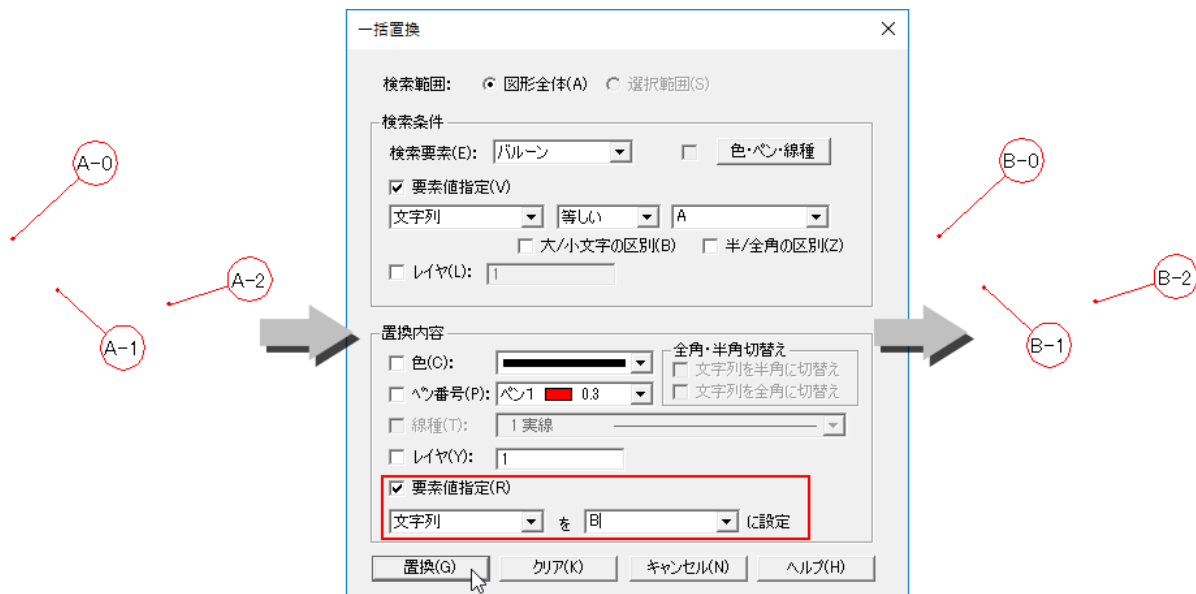 A-0
A-2
A-1
一括置換
検索範囲: 図形全体(A) 選択範囲(S)
検索条件
検索要素(E): バルーン 色・ペン・線種
要素値指定(V)
文字列 等しい A
大/小文字の区別(B) 半/全角の区別(Z)
レイヤ(L): 1
置換内容
色(C):
全角・半角切替え
文字列を半角に切替え
ペン番号(P): ペン1 0.3
文字列を全角に切替え
線種(T): 1 実線
レイヤ(Y): 1
要素値指定(R)
文字列 を B に設定
置換(G) クリア(K) キャンセル(N) ヘルプ(H)
B-0
B-2
B-1